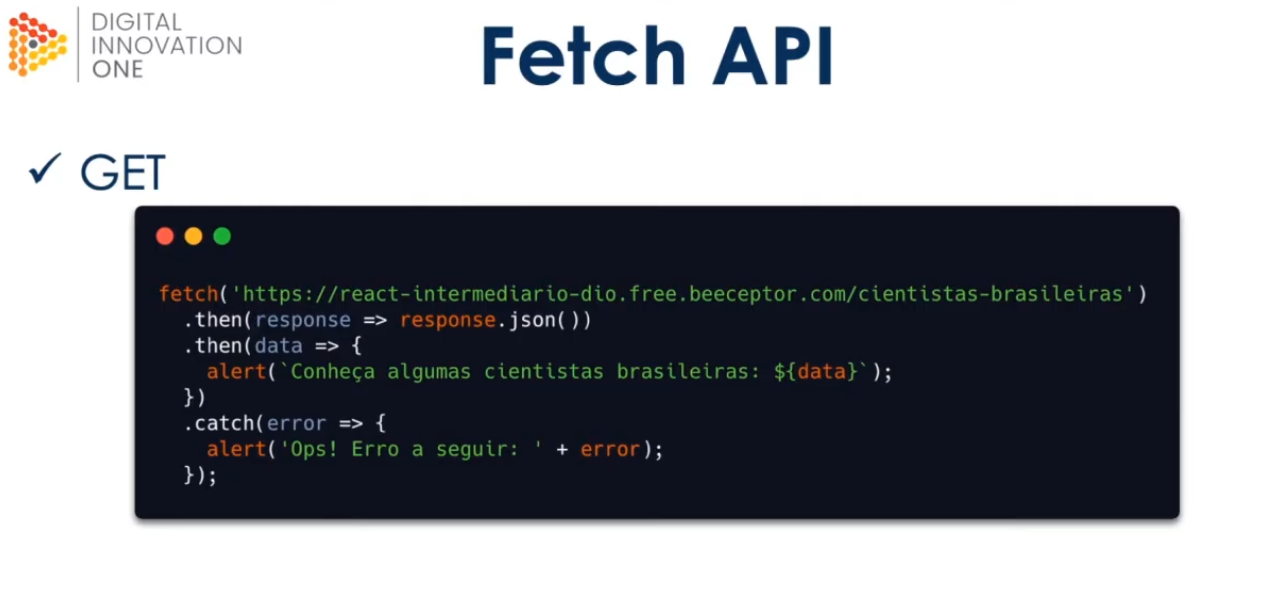 DIGITAL
INNOVATION
ONE
Fetch API
✓ GET
fetch('https://react-intermediario-dio.free.beeceptor.com/cientistas-brasileiras')
  .then(response => response.json())
  .then(data => {
    alert(`Conheça algumas cientistas brasileiras: ${data}`);
  })
  .catch(error => {
    alert('Ops! Erro a seguir: ' + error);
  });